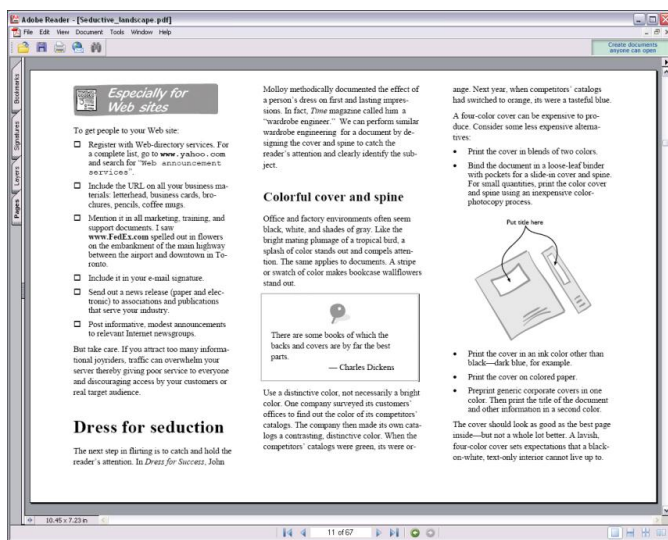 Adobe Reader - [Seductive_landscape.pdf]
File Edit View Document Tools Window Help
Create documents
anyone can open
Bookmarks
Signatures
Layers
Pages
Especially for
Web sites
To get people to your Web site:
Register with Web-directory services. For
a complete list, go to www.yahoo.com
and search for "Web announcement
services".
Include the URL on all your business ma-
terials: letterhead, business cards, bro-
chures, pencils, coffee mugs.
Mention it in all marketing, training, and
support documents. I saw
www.FedEx.com spelled out in flowers
on the embankment of the main highway
between the airport and downtown in To-
ronto.
Include it in your e-mail signature.
Send out a news release (paper and elec-
tronic) to associations and publications
that serve your industry.
Post informative, modest announcements
to relevant Internet newsgroups.
But take care. If you attract too many informa-
tional joyriders, traffic can overwhelm your
server thereby giving poor service to everyone
and discouraging access by your customers or
real target audience.
Dress for seduction
The next step in flirting is to catch and hold the
reader's attention. In Dress for Success, John
Molloy methodically documented the effect of
a person's dress on first and lasting impres-
sions. In fact, Time magazine called him a
"wardrobe engineer." We can perform similar
wardrobe engineering for a document by de-
signing the cover and spine to catch the
reader's attention and clearly identify the sub-
ject.
Colorful cover and spine
Office and factory environments often seem
black, white, and shades of gray. Like the
bright mating plumage of a tropical bird, a
splash of color stands out and compels atten-
tion. The same applies to documents. A stripe
or swatch of color makes bookcase wallflowers
stand out.
There are some books of which the
backs and covers are by far the best
parts.
— Charles Dickens
Use a distinctive color, not necessarily a bright
color. One company surveyed its customers'
offices to find out the color of its competitors'
catalogs. The company then made its own cata-
logs a contrasting, distinctive color. When the
competitors' catalogs were green, its were or-
ange. Next year, when competitors' catalogs
had switched to orange, its were a tasteful blue.
A four-color cover can be expensive to pro-
duce. Consider some less expensive alterna-
tives:
• Print the cover in blends of two colors.
• Bind the document in a loose-leaf binder
with pockets for a slide-in cover and spine.
For small quantities, print the color cover
and spine using an inexpensive color-
photocopy process.
Put title here
• Print the cover in an ink color other than
black—dark blue, for example.
• Print the cover on colored paper.
• Preprint generic corporate covers in one
color. Then print the title of the document
and other information in a second color.
The cover should look as good as the best page
inside—but not a whole lot better. A lavish,
four-color cover sets expectations that a black-
on-white, text-only interior cannot live up to.
10.45 x 7.23 in
11 of 67